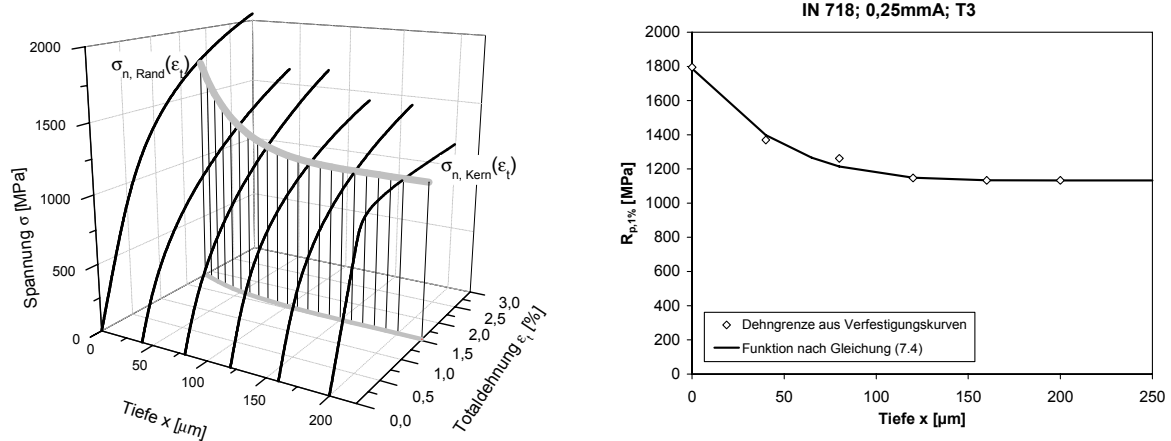 2000
1500
1000
500
0
Spannung σ [MPa]
σn, Rand(εt)
σn, Kern(εt)
0
50
100
150
200
Tiefe x [µm]
0,0
0,5
1,0
1,5
2,0
2,5
3.0
Totaldehnung εt [%]
IN 718; 0,25mmA; T3
2000
1800
1600
1400
1200
1000
800
600
400
200
0
Rp,1% [MPa]
Dehngrenze aus Verfestigungskurven
Funktion nach Gleichung (7.4)
0 50 100 150 200 250
Tiefe x [µm]